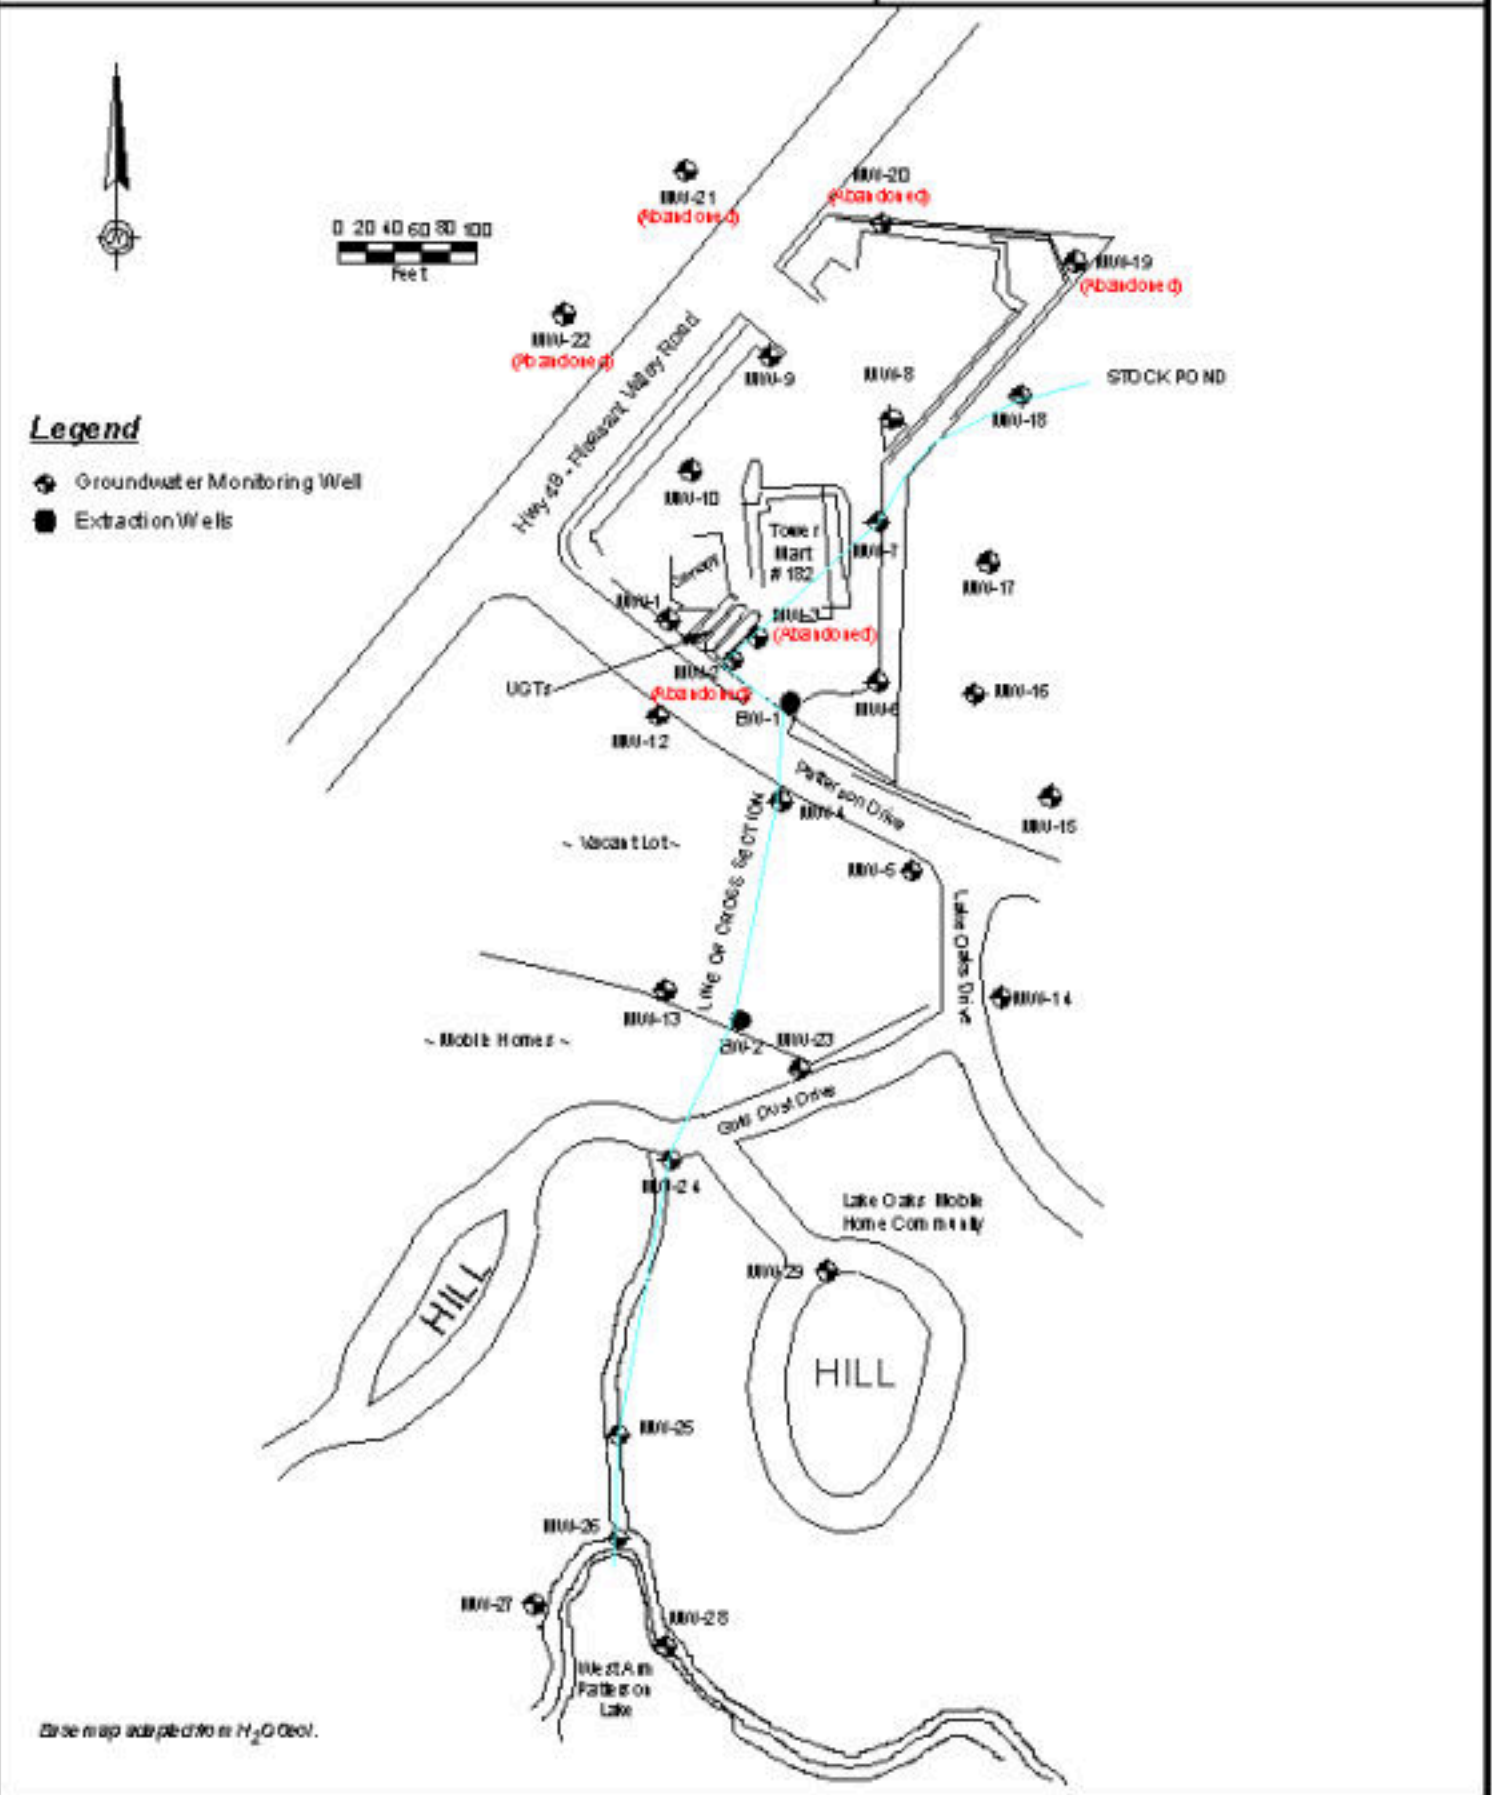 MW-20
(Abandoned)
MW-21
(Abandoned)
0 20 40 60 80 100
Feet
MW-19
(Abandoned)
MW-22
(Abandoned)
Hwy 49 - Pleasant Valley Road
MW-9
MW-8
STOCK POND
MW-18
Legend
Groundwater Monitoring Well
Extraction Wells
MW-10
Tower
Mart
# 182
MW-7
Canopy
MW-17
MW-1
MW-3
(Abandoned)
MW-2
(Abandoned)
UGTs
MW-16
MW-6
EW-1
MW-12
Patterson Drive
MW-4
MW-15
~ Vacant Lot ~
LINE OF CROSS SECTION
MW-5
Lake Oaks Drive
MW-14
MW-13
EW-2
MW-23
~ Mobile Homes ~
Gold Dust Drive
MW-24
Lake Oaks Mobile
Home Community
HILL
MW-29
HILL
MW-25
MW-26
MW-27
MW-28
West Arm
Patterson
Lake
Base map adapted from H2OGeol.